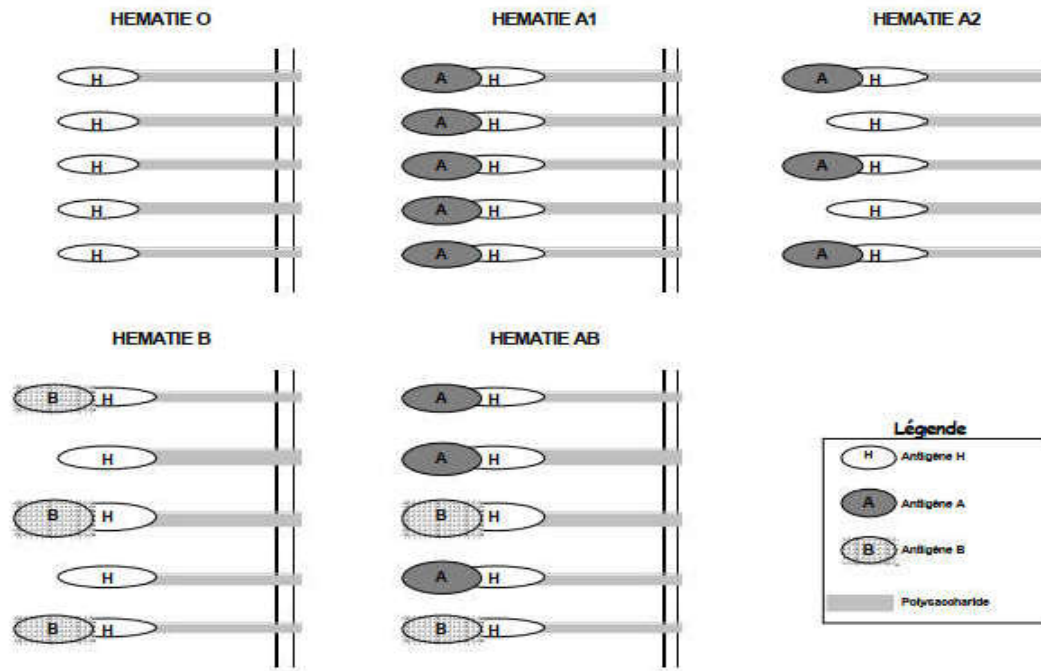 HEMATIE O
H
H
H
H
H
HEMATIE A1
A H
A H
A H
A H
A H
HEMATIE A2
A H
H
A H
H
A H
HEMATIE B
B H
H
B H
H
B H
HEMATIE AB
A H
A H
B H
A H
B H
Légende
H Antigène H
A Antigène A
B Antigène B
Polysaccharide